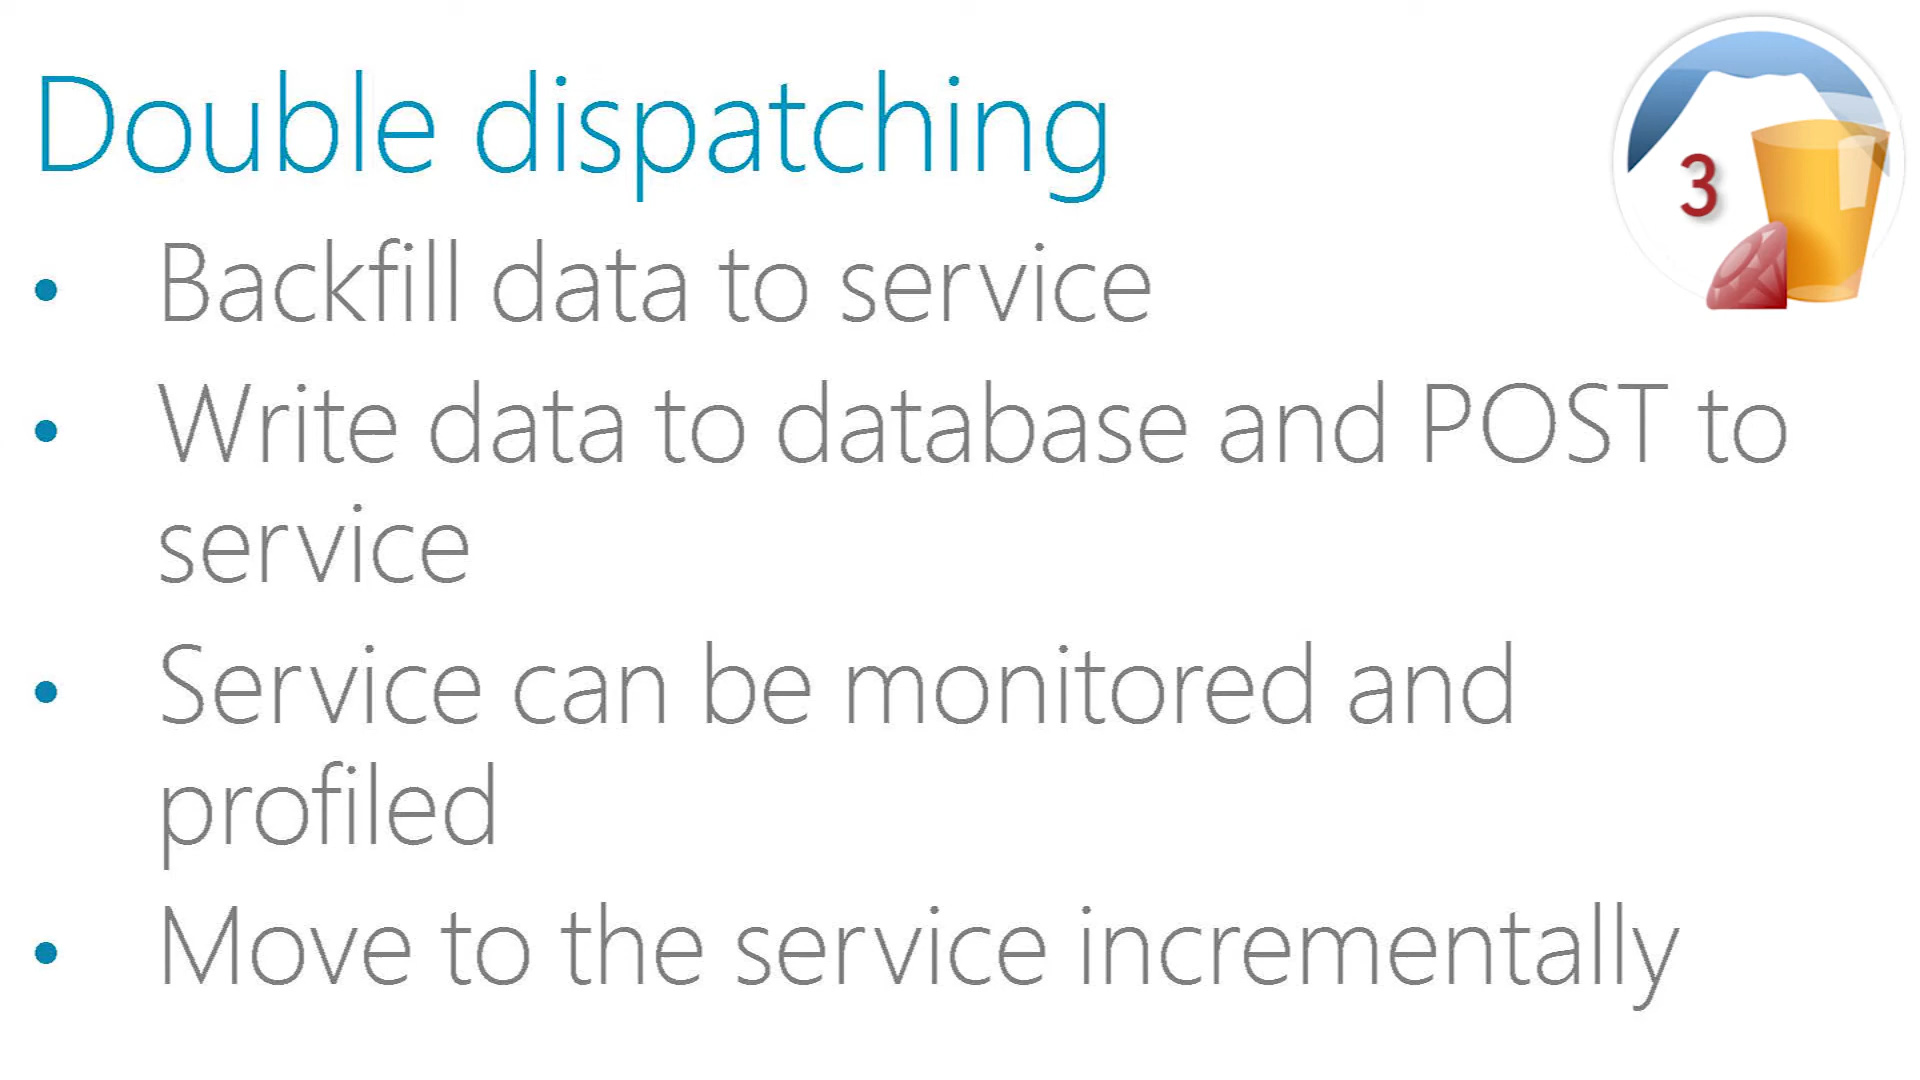 Double dispatching
3
• Backfill data to service
• Write data to database and POST to
service
• Service can be monitored and
profiled
• Move to the service incrementally